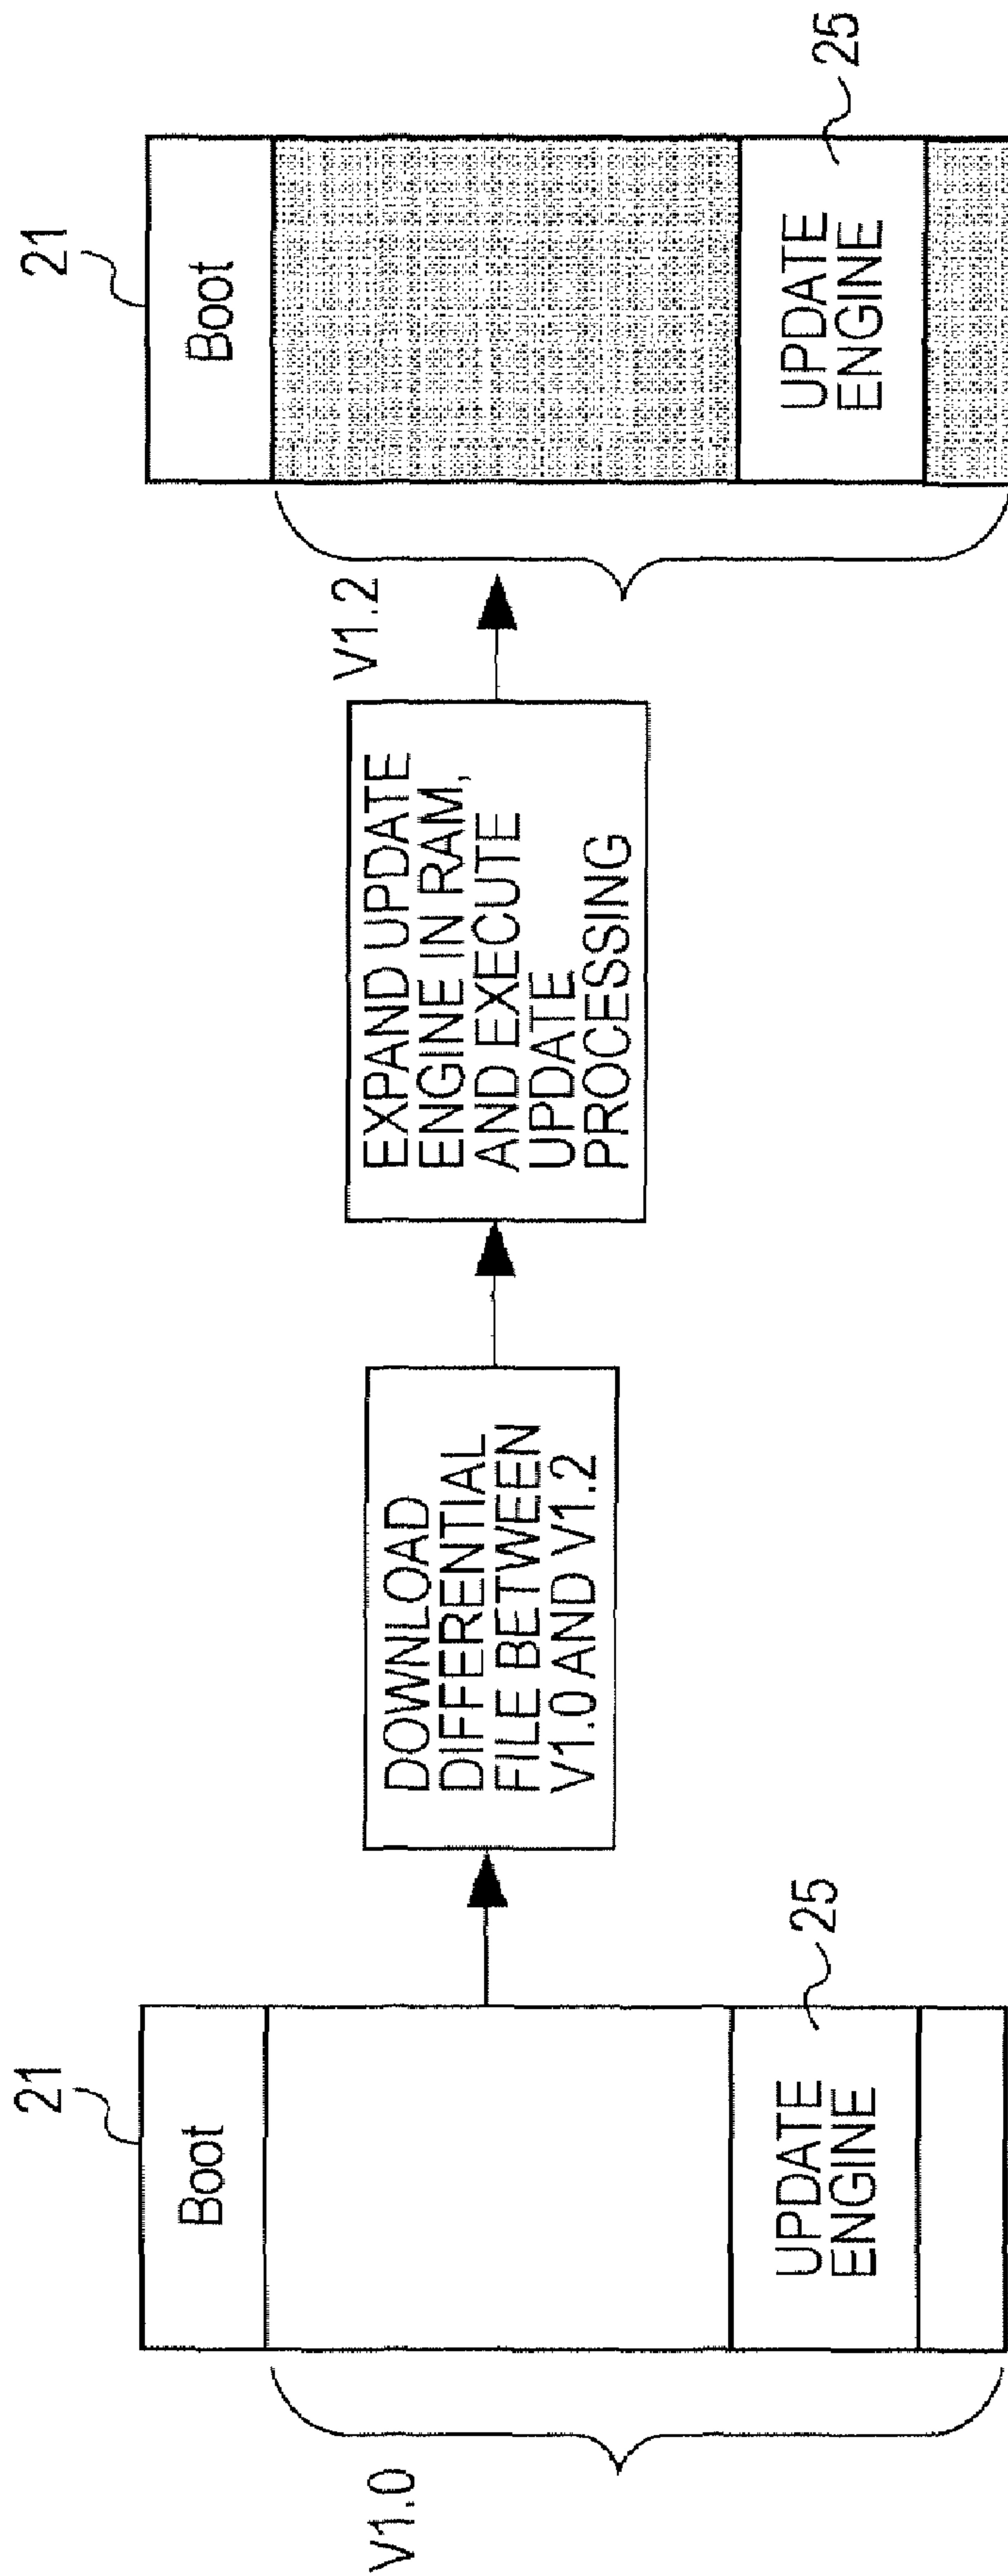 V1.0
21
Boot
UPDATE
ENGINE
25
DOWNLOAD
DIFFERENTIAL
FILE BETWEEN
V1.0 AND V1.2
EXPAND UPDATE
ENGINE IN RAM,
AND EXECUTE
UPDATE
PROCESSING
V1.2
21
Boot
UPDATE
ENGINE
25